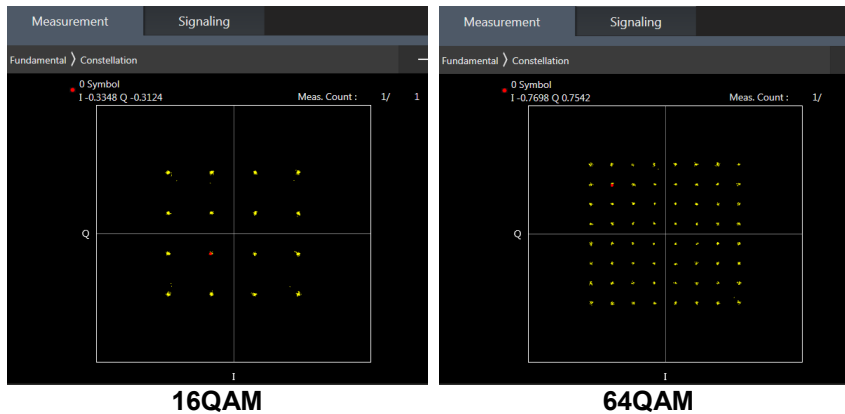 Measurement Signaling
Fundamental 〉 Constellation
0 Symbol
I -0.3348 Q -0.3124 Meas. Count : 1/ 1
Q
I
16QAM
Measurement Signaling
Fundamental 〉 Constellation
0 Symbol
I -0.7698 Q 0.7542 Meas. Count : 1/
Q
I
64QAM